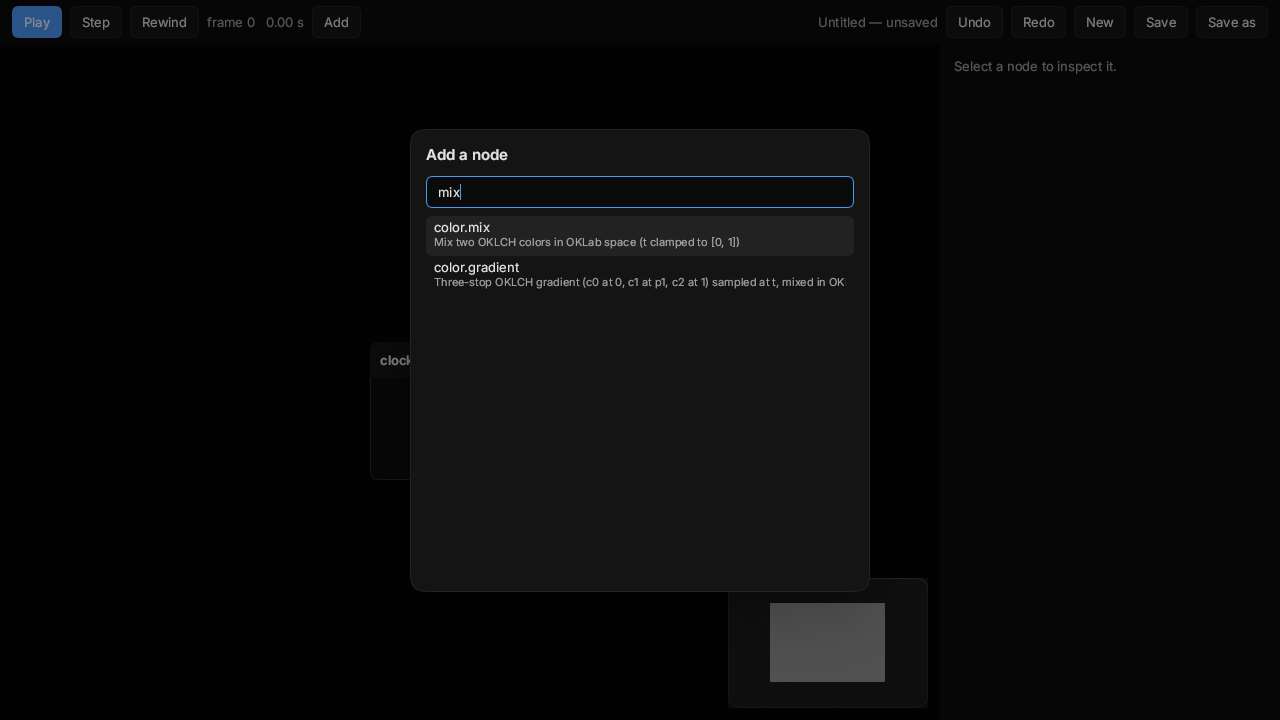 Play Step Rewind frame 0 0.00 s Add Untitled — unsaved Undo Redo New Save Save as
Select a node to inspect it.
Add a node
mix
color.mix
Mix two OKLCH colors in OKLab space (t clamped to [0, 1])
color.gradient
Three-stop OKLCH gradient (c0 at 0, c1 at p1, c2 at 1) sampled at t, mixed in OK
clock